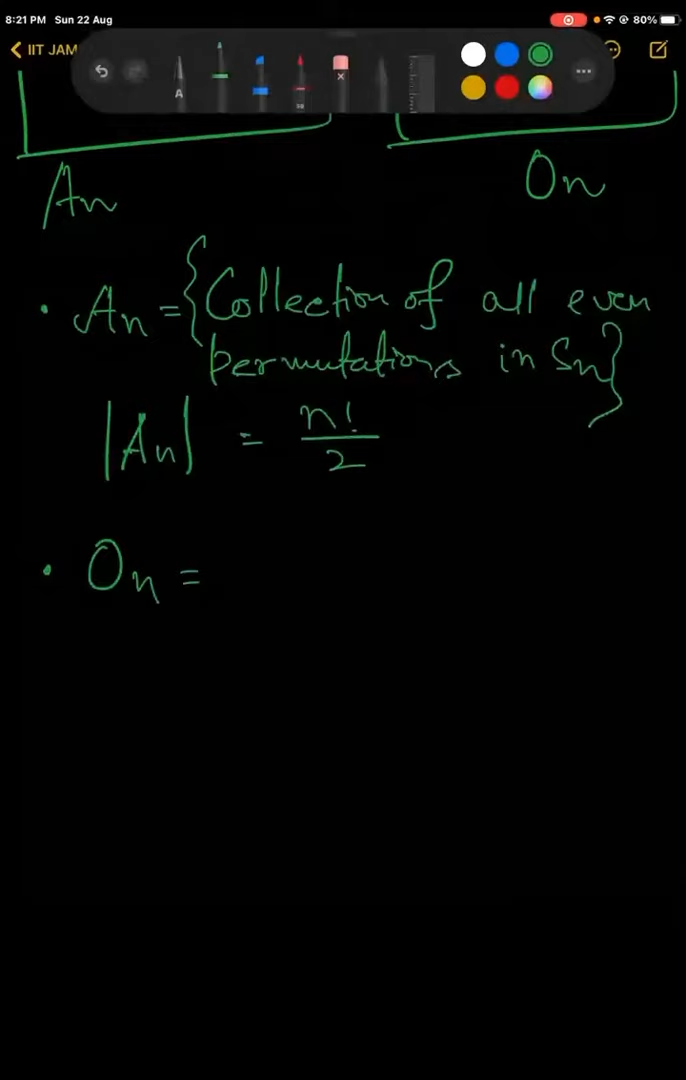 8:21 PM Sun 22 Aug
80%
IIT JAM
A
50
An
On
• An = {Collection of all even
permutations in Sn}
|An| = n!/2
• On =